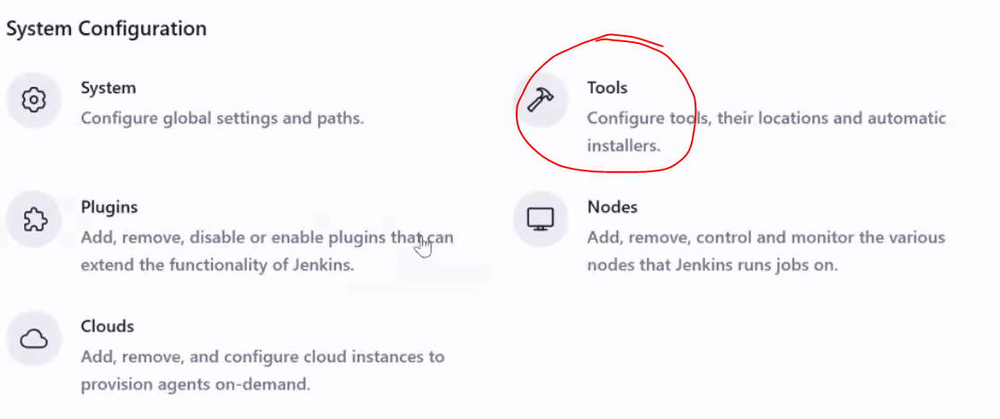 System Configuration
System
Configure global settings and paths.
Tools
Configure tools, their locations and automatic
installers.
Plugins
Add, remove, disable or enable plugins that can
extend the functionality of Jenkins.
Nodes
Add, remove, control and monitor the various
nodes that Jenkins runs jobs on.
Clouds
Add, remove, and configure cloud instances to
provision agents on-demand.